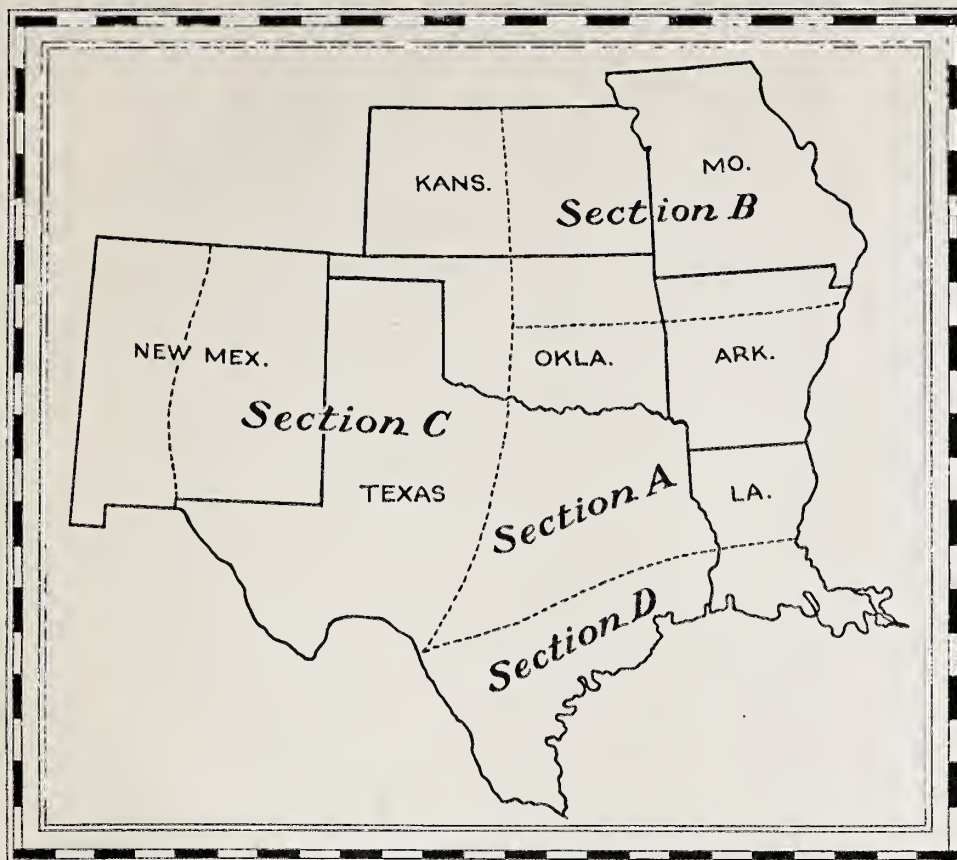 MO.
KANS.
Section B
NEW MEX.
OKLA.
ARK.
Section C
TEXAS
Section A
LA.
Section D